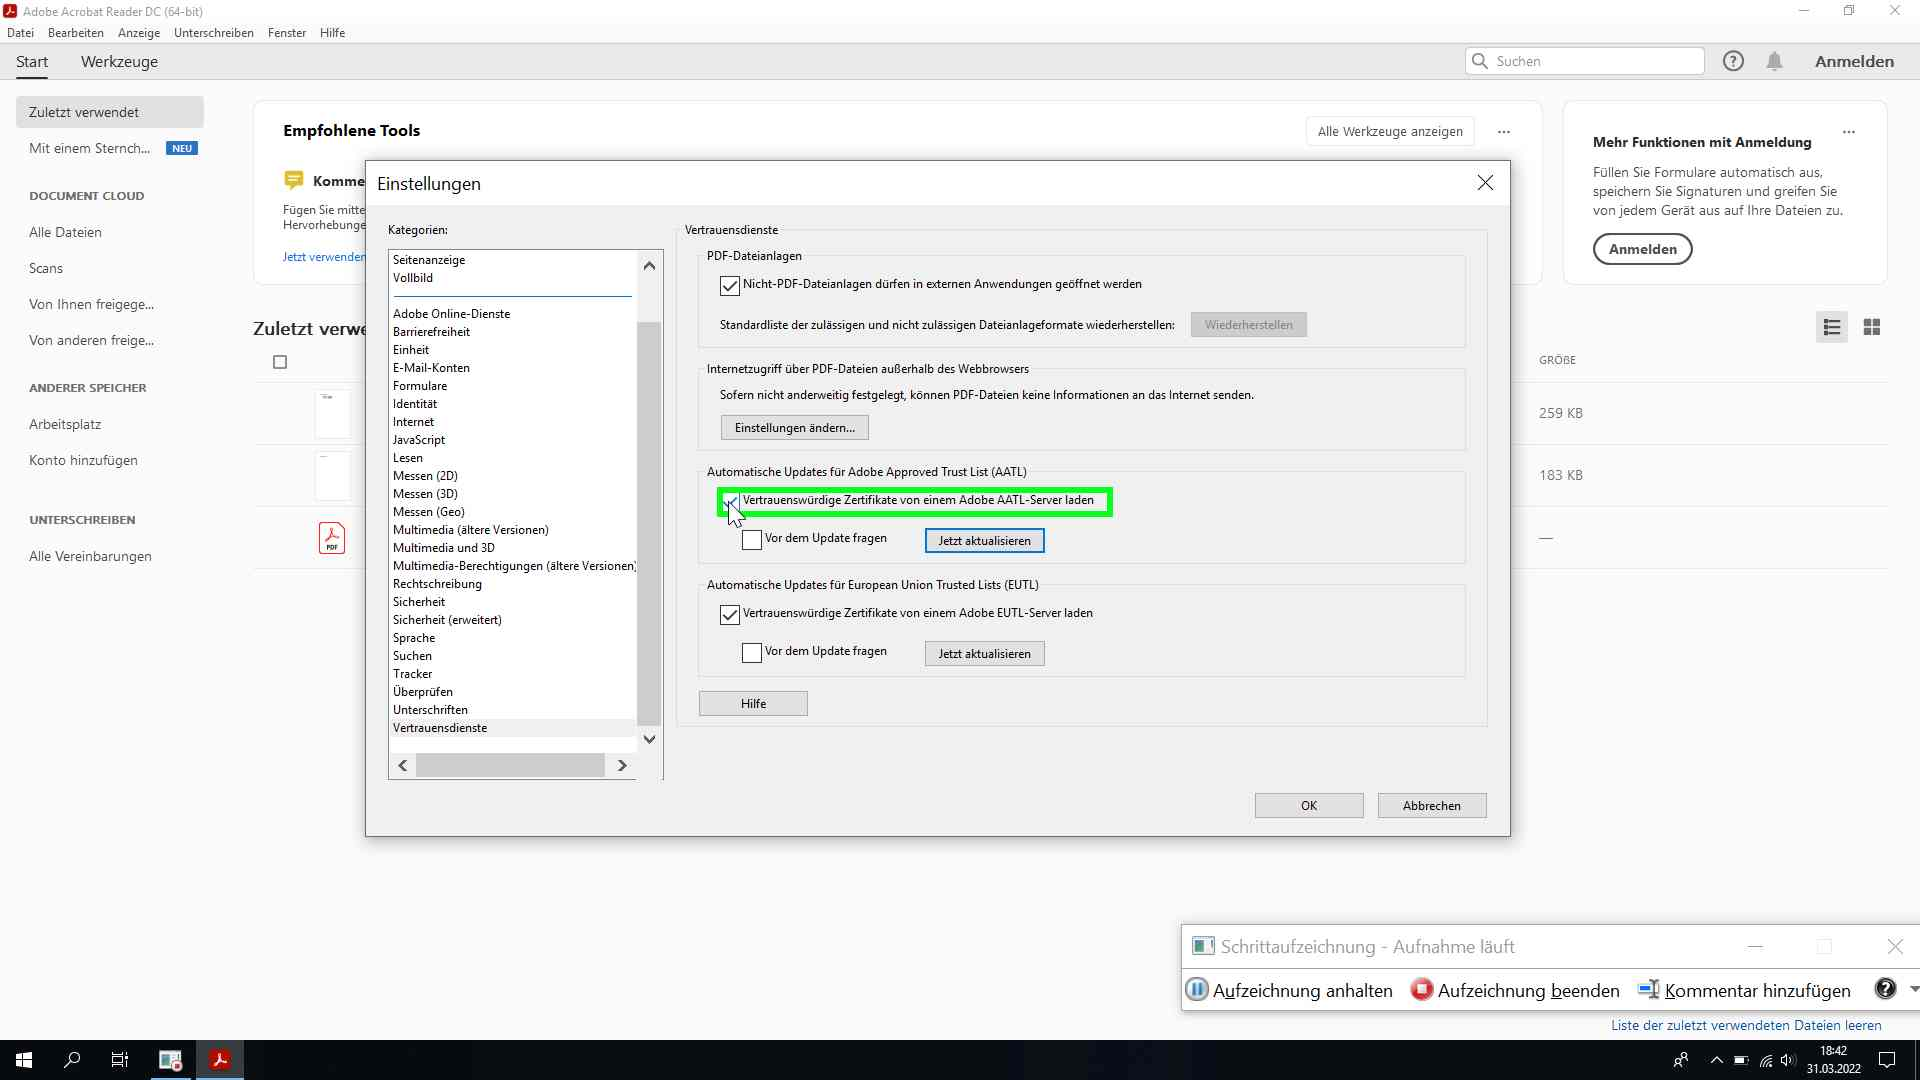 Adobe Acrobat Reader DC (64-bit)
Datei Bearbeiten Anzeige Unterschreiben Fenster Hilfe
Start Werkzeuge
Suchen
Anmelden
Zuletzt verwendet
Mit einem Sternch... NEU
DOCUMENT CLOUD
Alle Dateien
Scans
Von Ihnen freigege...
Von anderen freige...
ANDERER SPEICHER
Arbeitsplatz
Konto hinzufügen
UNTERSCHREIBEN
Alle Vereinbarungen
Empfohlene Tools
Alle Werkzeuge anzeigen
Komme
Fügen Sie mitte
Hervorhebunge
Jetzt verwenden
Mehr Funktionen mit Anmeldung
Füllen Sie Formulare automatisch aus,
speichern Sie Signaturen und greifen Sie
von jedem Gerät aus auf Ihre Dateien zu.
Anmelden
Zuletzt verwe
GRÖßE
259 KB
183 KB
—
PDF
Einstellungen
Kategorien:
Seitenanzeige
Vollbild
Adobe Online-Dienste
Barrierefreiheit
Einheit
E-Mail-Konten
Formulare
Identität
Internet
JavaScript
Lesen
Messen (2D)
Messen (3D)
Messen (Geo)
Multimedia (ältere Versionen)
Multimedia und 3D
Multimedia-Berechtigungen (ältere Versionen)
Rechtschreibung
Sicherheit
Sicherheit (erweitert)
Sprache
Suchen
Tracker
Überprüfen
Unterschriften
Vertrauensdienste
Vertrauensdienste
PDF-Dateianlagen
Nicht-PDF-Dateianlagen dürfen in externen Anwendungen geöffnet werden
Standardliste der zulässigen und nicht zulässigen Dateianlageformate wiederherstellen: Wiederherstellen
Internetzugriff über PDF-Dateien außerhalb des Webbrowsers
Sofern nicht anderweitig festgelegt, können PDF-Dateien keine Informationen an das Internet senden.
Einstellungen ändern...
Automatische Updates für Adobe Approved Trust List (AATL)
Vertrauenswürdige Zertifikate von einem Adobe AATL-Server laden
Vor dem Update fragen Jetzt aktualisieren
Automatische Updates für European Union Trusted Lists (EUTL)
Vertrauenswürdige Zertifikate von einem Adobe EUTL-Server laden
Vor dem Update fragen Jetzt aktualisieren
Hilfe
OK Abbrechen
Schrittaufzeichnung - Aufnahme läuft
Aufzeichnung anhalten Aufzeichnung beenden Kommentar hinzufügen
Liste der zuletzt verwendeten Dateien leeren
18:42
31.03.2022